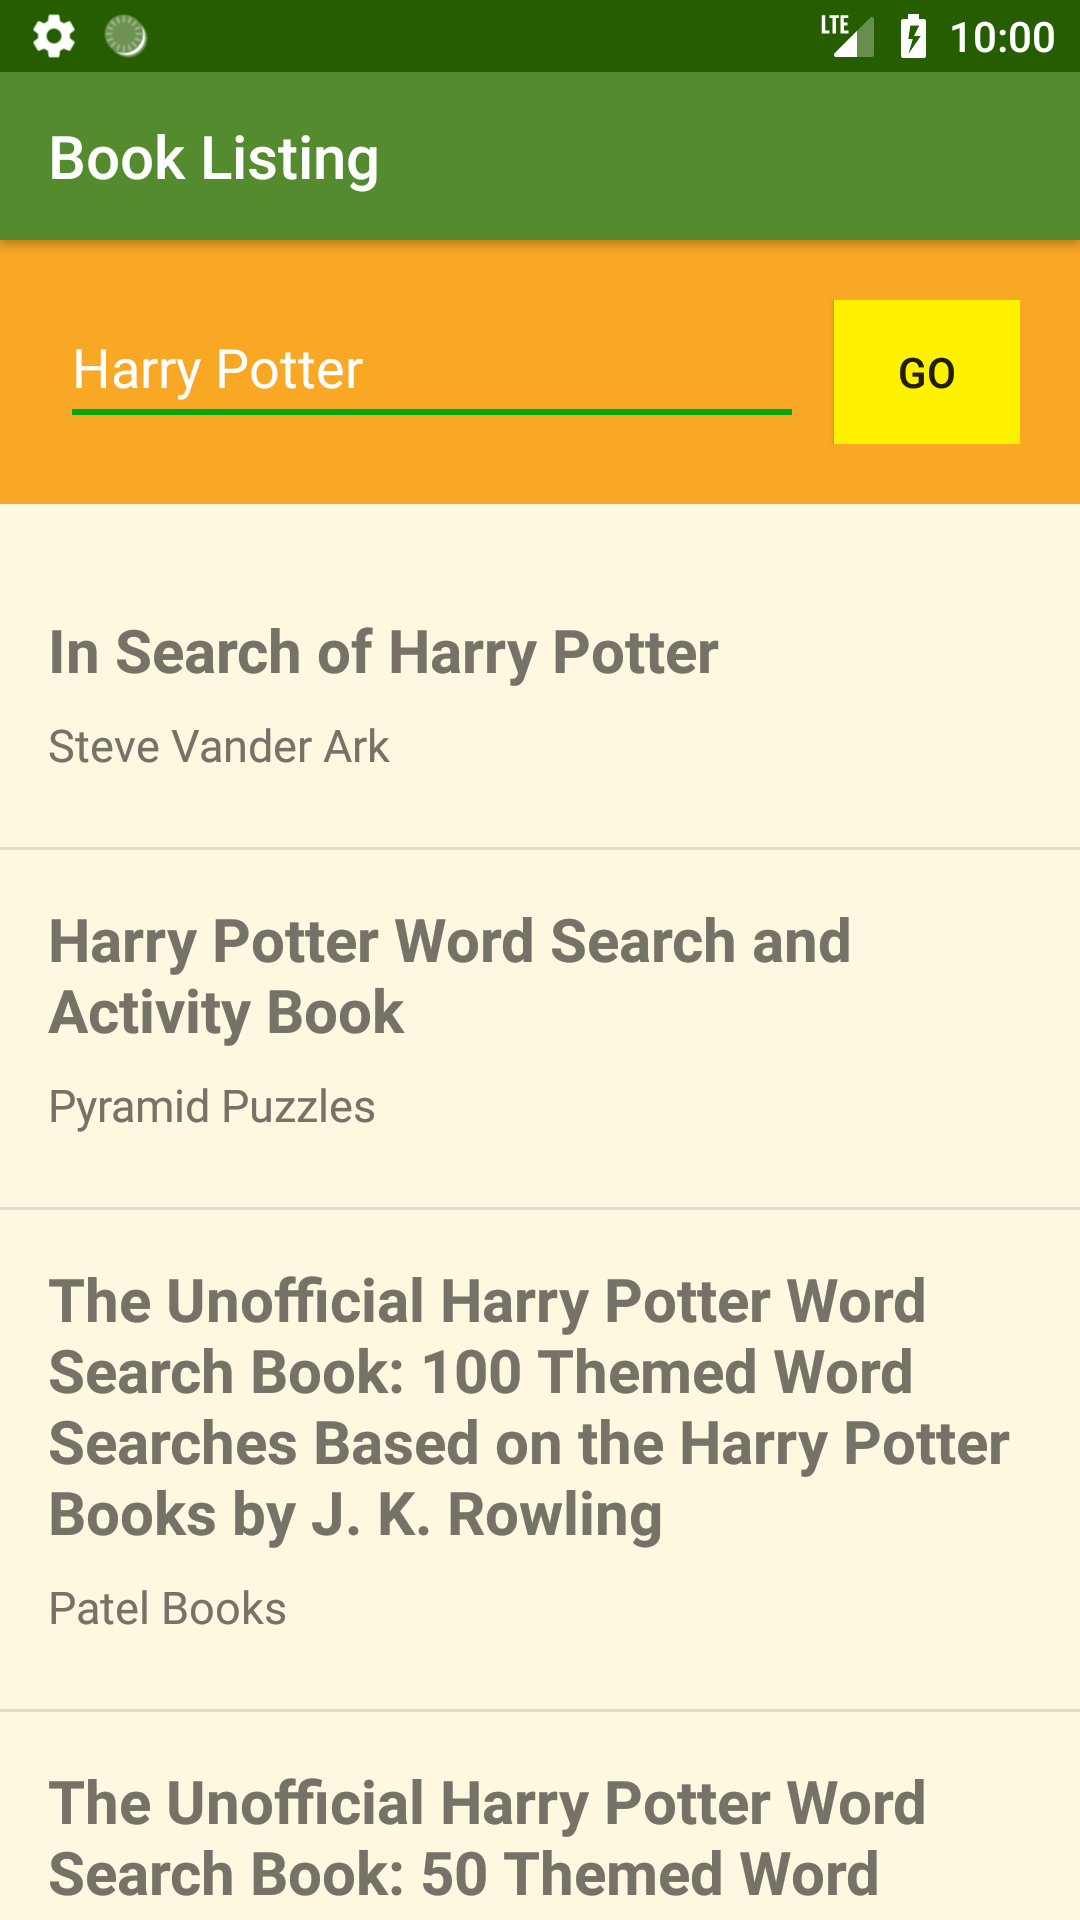 LTE 10:00
Book Listing
Harry Potter
GO
In Search of Harry Potter
Steve Vander Ark
Harry Potter Word Search and
Activity Book
Pyramid Puzzles
The Unofficial Harry Potter Word
Search Book: 100 Themed Word
Searches Based on the Harry Potter
Books by J. K. Rowling
Patel Books
The Unofficial Harry Potter Word
Search Book: 50 Themed Word